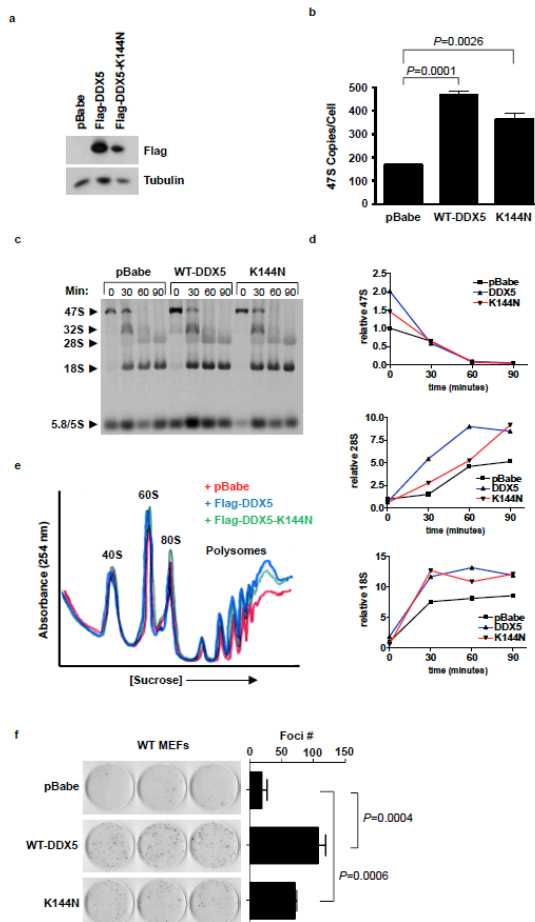 a
pBabe
Flag-DDX5
Flag-DDX5-K144N
Flag
Tubulin
b
P=0.0026
P=0.0001
47S Copies/Cell
500
400
300
200
100
0
pBabe WT-DDX5 K144N
c
pBabe WT-DDX5 K144N
Min: 0 30 60 90 0 30 60 90 0 30 60 90
47S
32S
28S
18S
5.8/5S
d
pBabe
DDX5
K144N
relative 47S
2.5
2.0
1.5
1.0
0.5
0.0
0 30 60 90
time (minutes)
relative 28S
10.0
7.5
5.0
2.5
0.0
pBabe
DDX5
K144N
0 30 60 90
time (minutes)
relative 18S
18
15
10
5
0
pBabe
DDX5
K144N
0 30 60 90
time (minutes)
e
+ pBabe
+ Flag-DDX5
+ Flag-DDX5-K144N
Absorbance (254 nm)
40S
60S
80S
Polysomes
[Sucrose]
f
WT MEFs
Foci #
0 50 100 150
pBabe
WT-DDX5
K144N
P=0.0004
P=0.0006